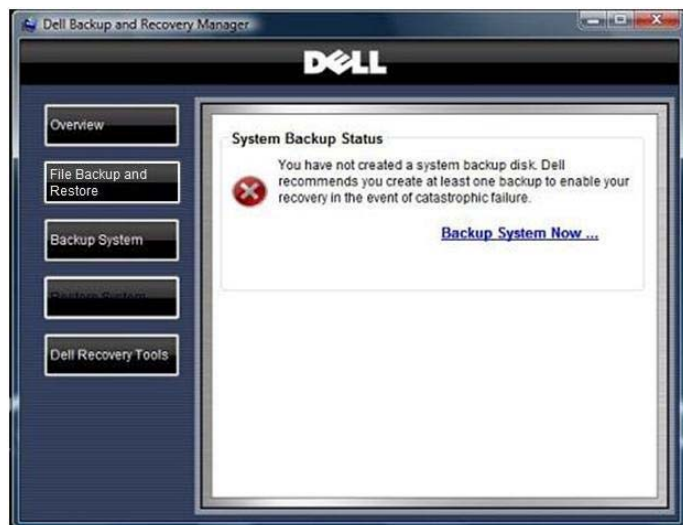 Dell Backup and Recovery Manager
DELL
Overview
File Backup and
Restore
Backup System
Restore System
Dell Recovery Tools
System Backup Status
You have not created a system backup disk. Dell
recommends you create at least one backup to enable your
recovery in the event of catastrophic failure.
Backup System Now ...